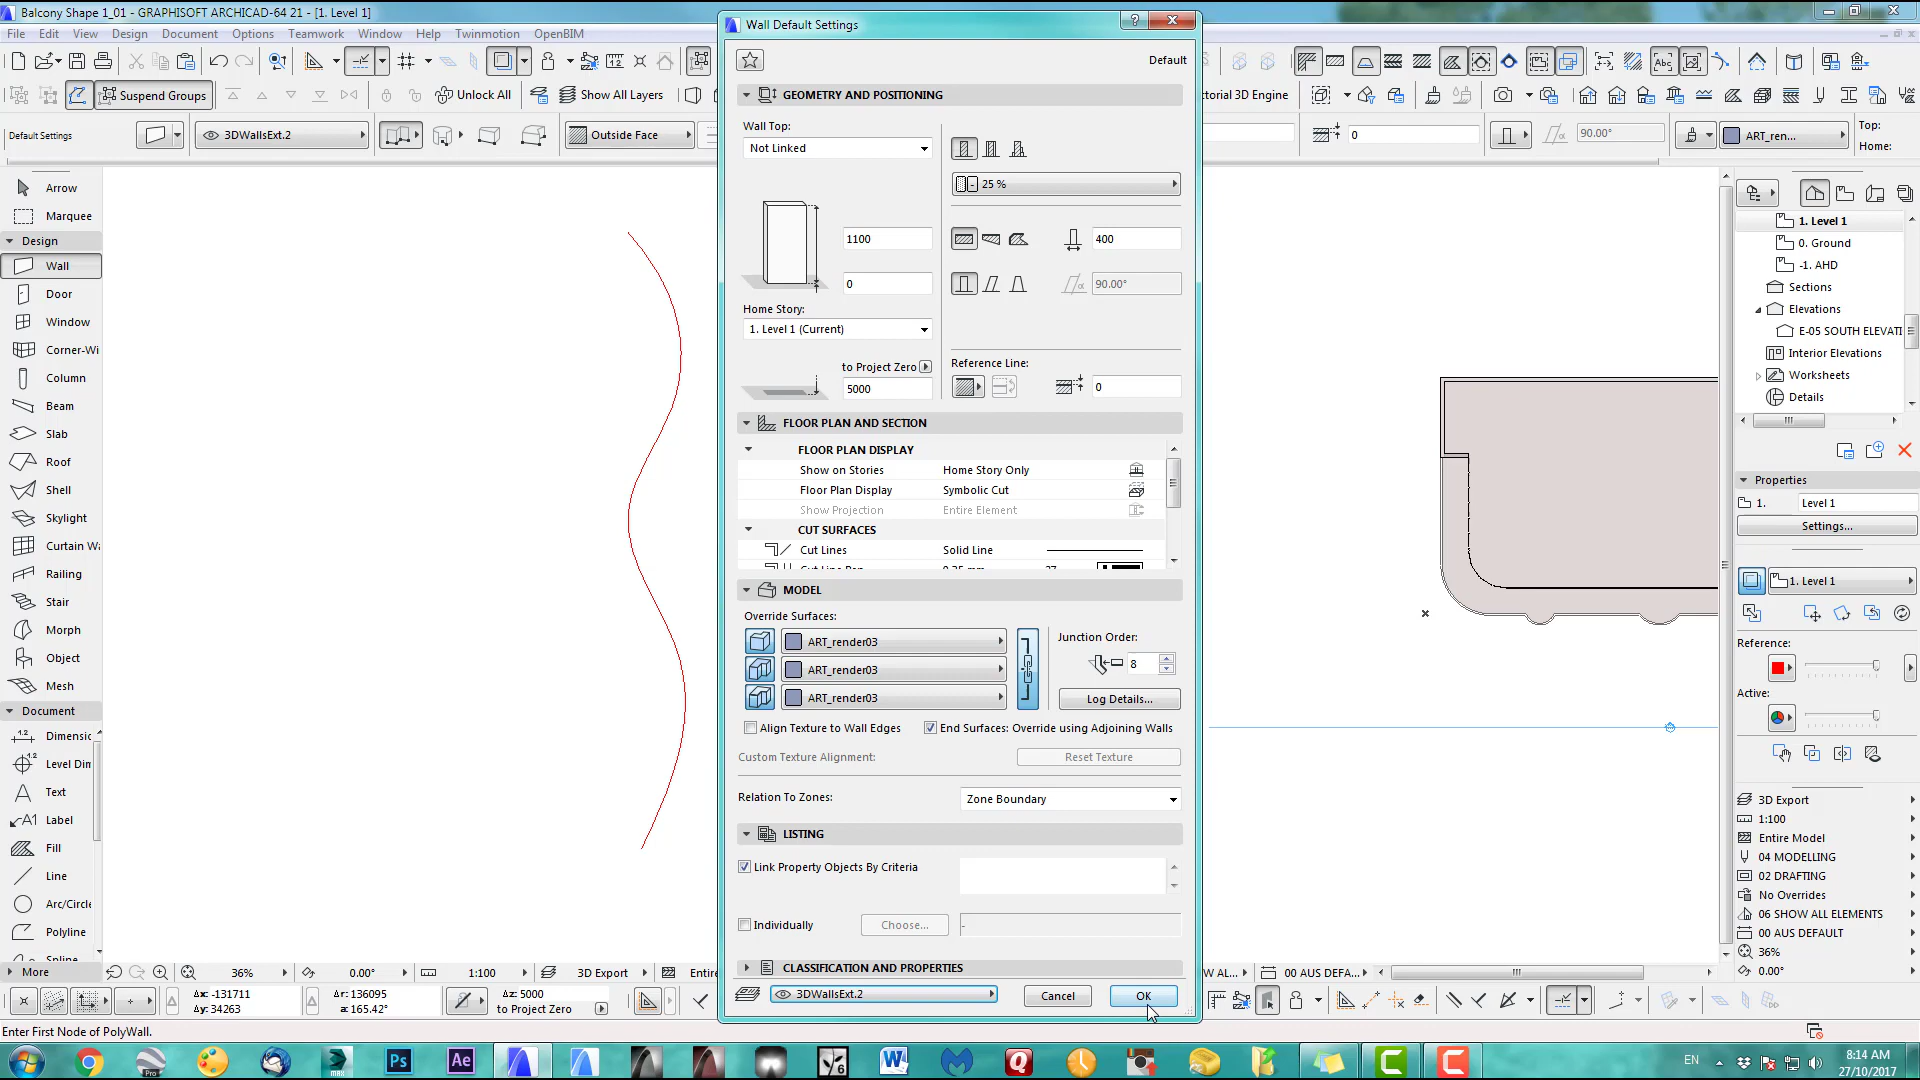 Balcony Shape 1_01 - GRAPHISOFT ARCHICAD-64 21 - [1. Level 1]
File Edit View Design Document Options Teamwork Window Help Twinmotion OpenBIM
Suspend Groups
Unlock All
Show All Layers
Default Settings
3DWallsExt.2
Outside Face
Arrow
Marquee
Design
Wall
Door
Window
Corner-Wi
Column
Beam
Slab
Roof
Shell
Skylight
Curtain Wa
Railing
Stair
Morph
Object
Mesh
Document
Dimensic
Level Din
Text
Label
Fill
Line
Arc/Circle
Polyline
Spline
More
36%
0.00°
1:100
3D Export
Entire
Δx: -131711
Δy: 34263
Δr: 136095
a: 165.42°
Δz: 5000
to Project Zero
Enter First Node of PolyWall.
Wall Default Settings
Default
GEOMETRY AND POSITIONING
Wall Top:
Not Linked
25 %
1100
400
0
90.00°
Home Story:
1. Level 1 (Current)
Reference Line:
to Project Zero
5000
0
FLOOR PLAN AND SECTION
FLOOR PLAN DISPLAY
Show on Stories Home Story Only
Floor Plan Display Symbolic Cut
Show Projection Entire Element
CUT SURFACES
Cut Lines Solid Line
MODEL
Override Surfaces:
ART_render03
ART_render03
ART_render03
Junction Order:
8
Log Details...
Align Texture to Wall Edges
End Surfaces: Override using Adjoining Walls
Custom Texture Alignment:
Reset Texture
Relation To Zones:
Zone Boundary
LISTING
Link Property Objects By Criteria
Individually
Choose...
-
CLASSIFICATION AND PROPERTIES
3DWallsExt.2
Cancel
OK
torial 3D Engine
0
90.00°
ART_ren...
Top:
Home:
1. Level 1
0. Ground
-1. AHD
Sections
Elevations
E-05 SOUTH ELEVATI
Interior Elevations
Worksheets
Details
Properties
1. Level 1
Settings...
1. Level 1
Reference:
Active:
3D Export
1:100
Entire Model
04 MODELLING
02 DRAFTING
No Overrides
06 SHOW ALL ELEMENTS
00 AUS DEFAULT
36%
0.00°
W AL...
00 AUS DEFA...
EN
8:14 AM
27/10/2017